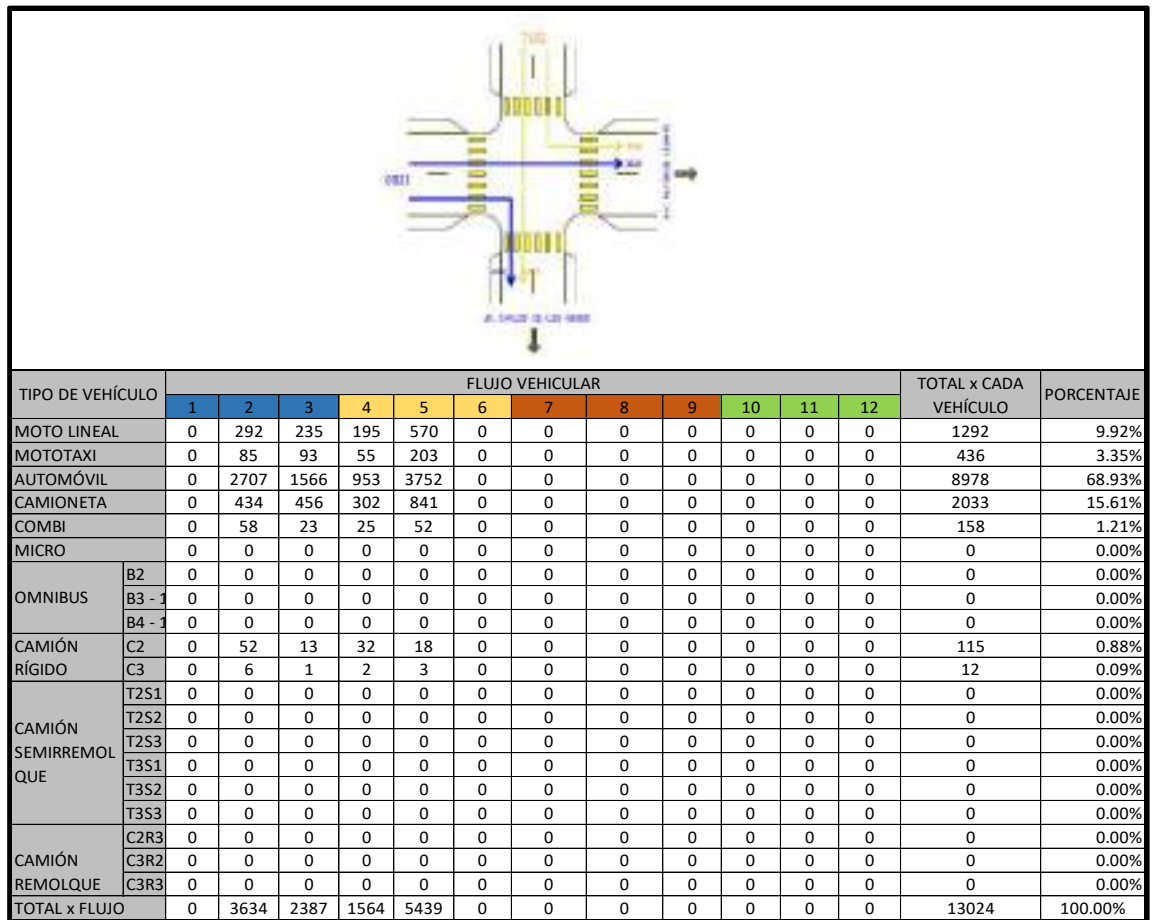 TIPO DE VEHÍCULO FLUJO VEHICULAR TOTAL x CADA VEHÍCULO PORCENTAJE
1 2 3 4 5 6 7 8 9 10 11 12
MOTO LINEAL 0 292 235 195 570 0 0 0 0 0 0 0 1292 9.92%
MOTOTAXI 0 85 93 55 203 0 0 0 0 0 0 0 436 3.35%
AUTOMÓVIL 0 2707 1566 953 3752 0 0 0 0 0 0 0 8978 68.93%
CAMIONETA 0 434 456 302 841 0 0 0 0 0 0 0 2033 15.61%
COMBI 0 58 23 25 52 0 0 0 0 0 0 0 158 1.21%
MICRO 0 0 0 0 0 0 0 0 0 0 0 0 0 0.00%
OMNIBUS B2 0 0 0 0 0 0 0 0 0 0 0 0 0 0.00%
B3 - 1 0 0 0 0 0 0 0 0 0 0 0 0 0 0.00%
B4 - 1 0 0 0 0 0 0 0 0 0 0 0 0 0 0.00%
CAMIÓN C2 0 52 13 32 18 0 0 0 0 0 0 0 115 0.88%
RÍGIDO C3 0 6 1 2 3 0 0 0 0 0 0 0 12 0.09%
CAMIÓN SEMIRREMOL QUE T2S1 0 0 0 0 0 0 0 0 0 0 0 0 0 0.00%
T2S2 0 0 0 0 0 0 0 0 0 0 0 0 0 0.00%
T2S3 0 0 0 0 0 0 0 0 0 0 0 0 0 0.00%
T3S1 0 0 0 0 0 0 0 0 0 0 0 0 0 0.00%
T3S2 0 0 0 0 0 0 0 0 0 0 0 0 0 0.00%
T3S3 0 0 0 0 0 0 0 0 0 0 0 0 0 0.00%
C2R3 0 0 0 0 0 0 0 0 0 0 0 0 0 0.00%
CAMIÓN C3R2 0 0 0 0 0 0 0 0 0 0 0 0 0 0.00%
REMOLQUE C3R3 0 0 0 0 0 0 0 0 0 0 0 0 0 0.00%
TOTAL x FLUJO 0 3634 2387 1564 5439 0 0 0 0 0 0 0 13024 100.00%